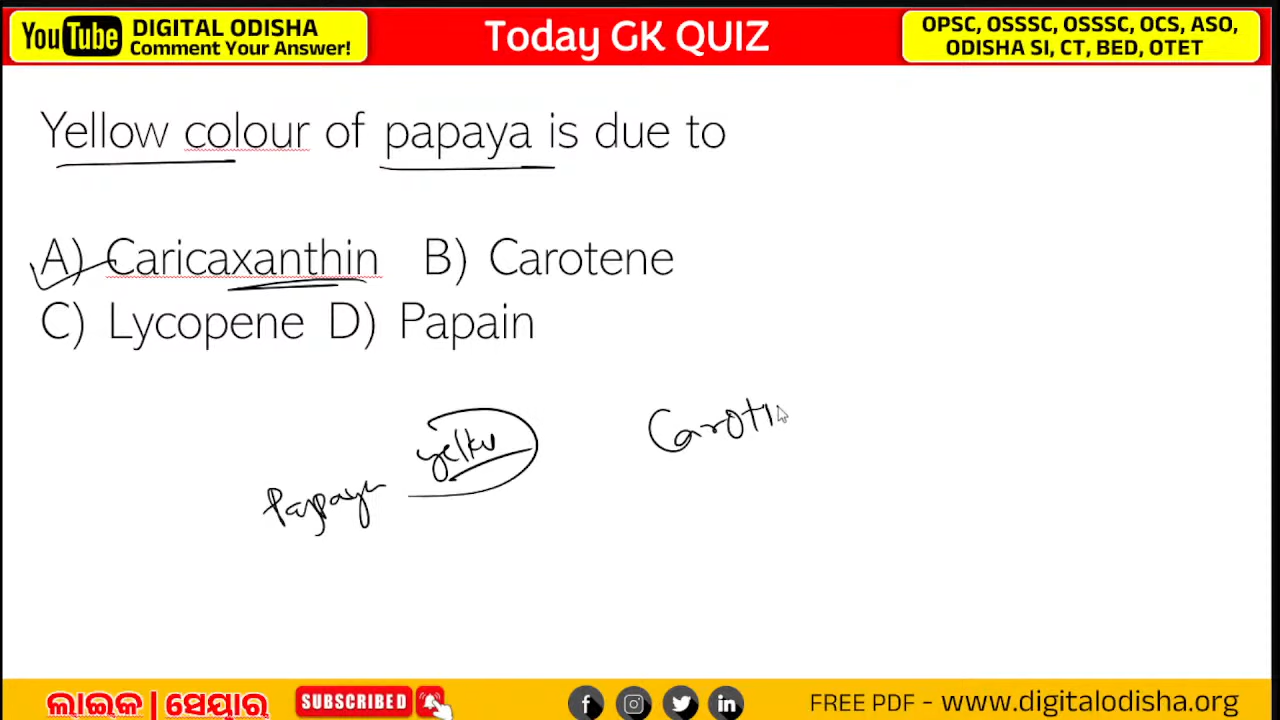 YouTube DIGITAL ODISHA
Comment Your Answer!
Today GK QUIZ
OPSC, OSSSC, OSSSC, OCS, ASO,
ODISHA SI, CT, BED, OTET
Yellow colour of papaya is due to
A) Caricaxanthin B) Carotene
C) Lycopene D) Papain
Caroti
Papaya
ଲାଇକ | ସେୟାର୍
SUBSCRIBED
FREE PDF - www.digitalodisha.org